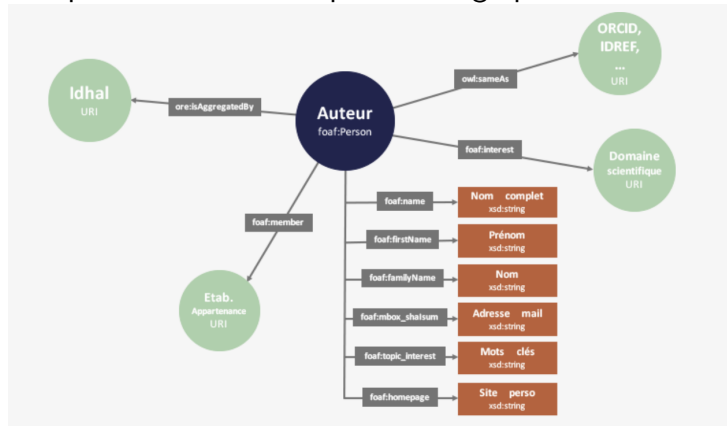 ORCID,
IDREF,
...
URI
owl:sameAs
Idhal
URI
ore:isAggregatedBy
Auteur
foaf:Person
foaf:interest
Domaine
scientifique
URI
foaf:name
Nom complet
xsd:string
foaf:member
foaf:firstName
Prénom
xsd:string
foaf:familyName
Nom
xsd:string
Etab.
Appartenance
URI
foaf:mbox_sha1sum
Adresse mail
xsd:string
foaf:topic_interest
Mots clés
xsd:string
foaf:homepage
Site perso
xsd:string